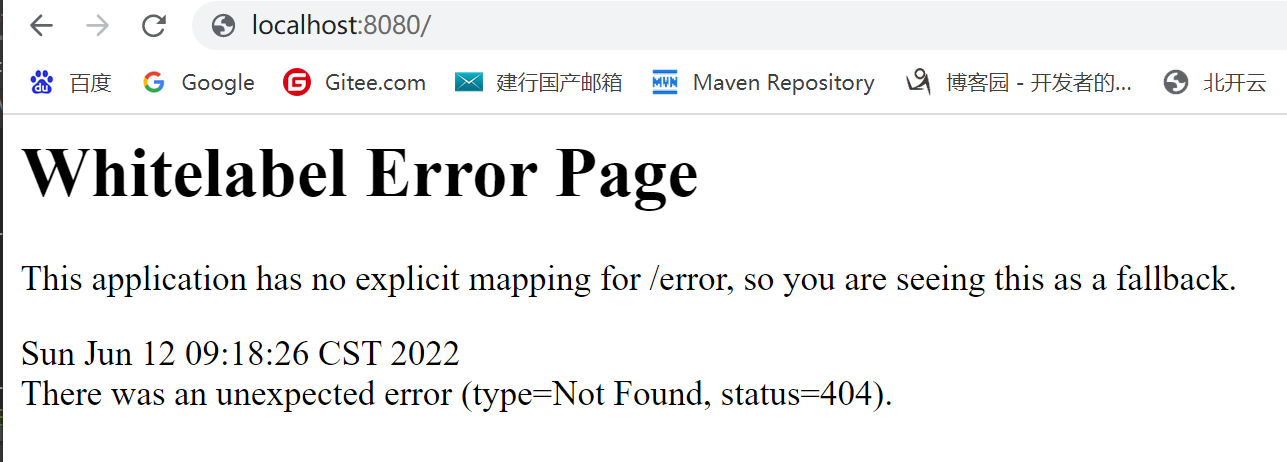 localhost:8080/
百度 Google Gitee.com 建行国产邮箱 MVN Maven Repository 博客园 - 开发者的... 北开云
Whitelabel Error Page
This application has no explicit mapping for /error, so you are seeing this as a fallback.
Sun Jun 12 09:18:26 CST 2022
There was an unexpected error (type=Not Found, status=404).